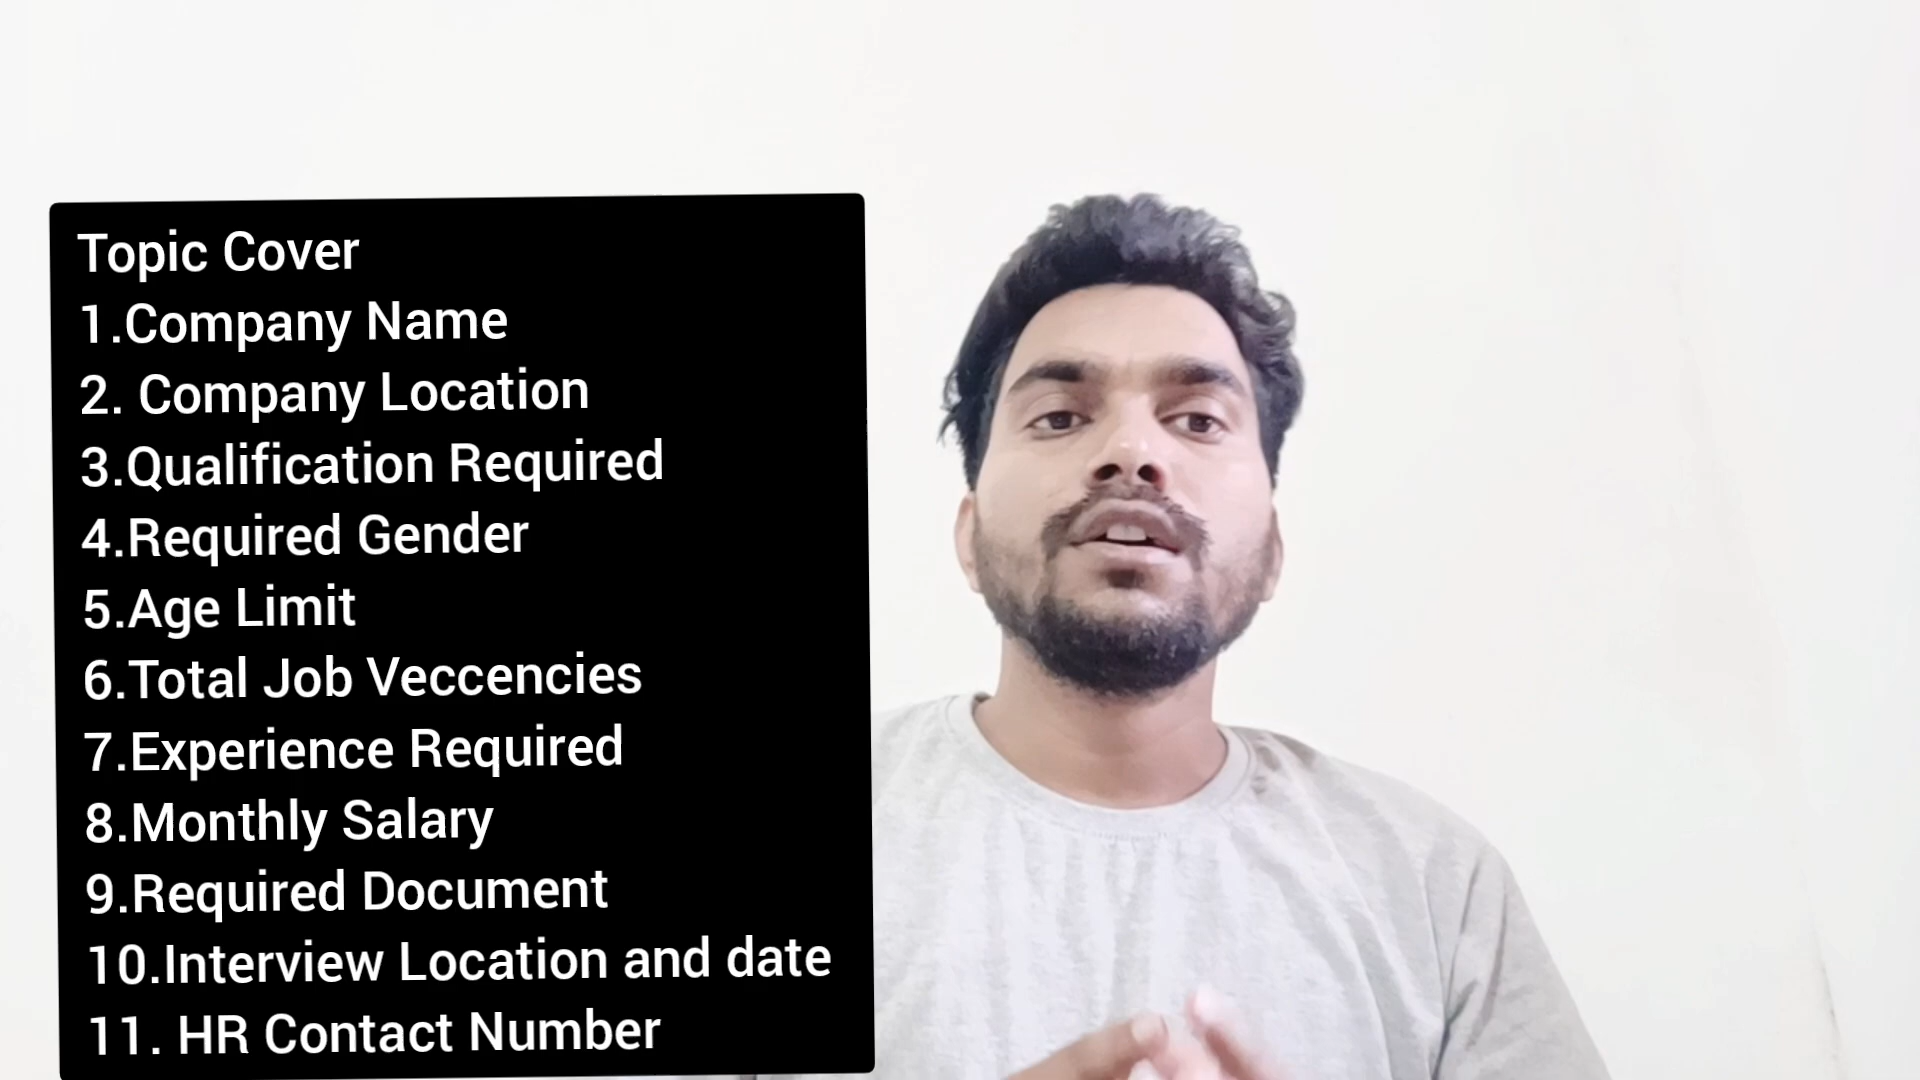 Topic Cover
1.Company Name
2. Company Location
3.Qualification Required
4.Required Gender
5.Age Limit
6.Total Job Veccencies
7.Experience Required
8.Monthly Salary
9.Required Document
10.Interview Location and date
11. HR Contact Number